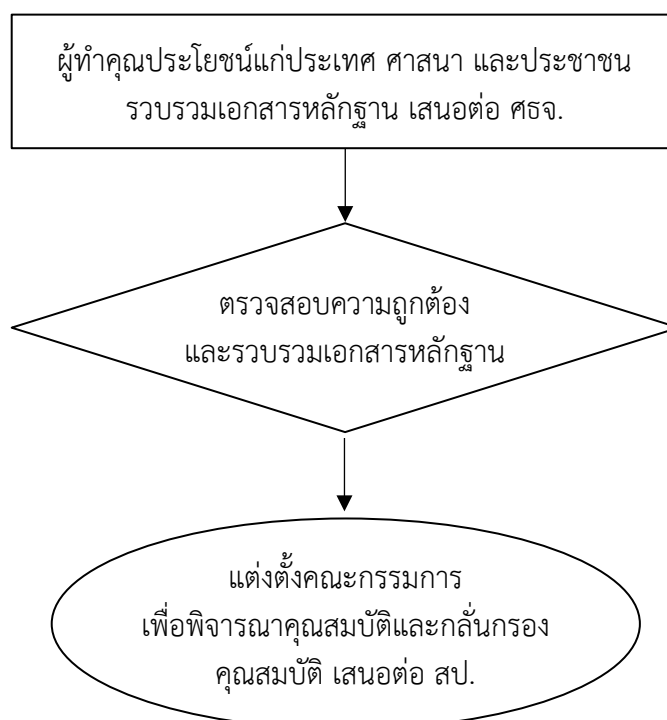 ผู้ทำคุณประโยชน์แก่ประเทศ ศาสนา และประชาชน
รวบรวมเอกสารหลักฐาน เสนอต่อ ศธจ.
ตรวจสอบความถูกต้อง
และรวบรวมเอกสารหลักฐาน
แต่งตั้งคณะกรรมการ
เพื่อพิจารณาคุณสมบัติและกลั่นกรอง
คุณสมบัติ เสนอต่อ สป.